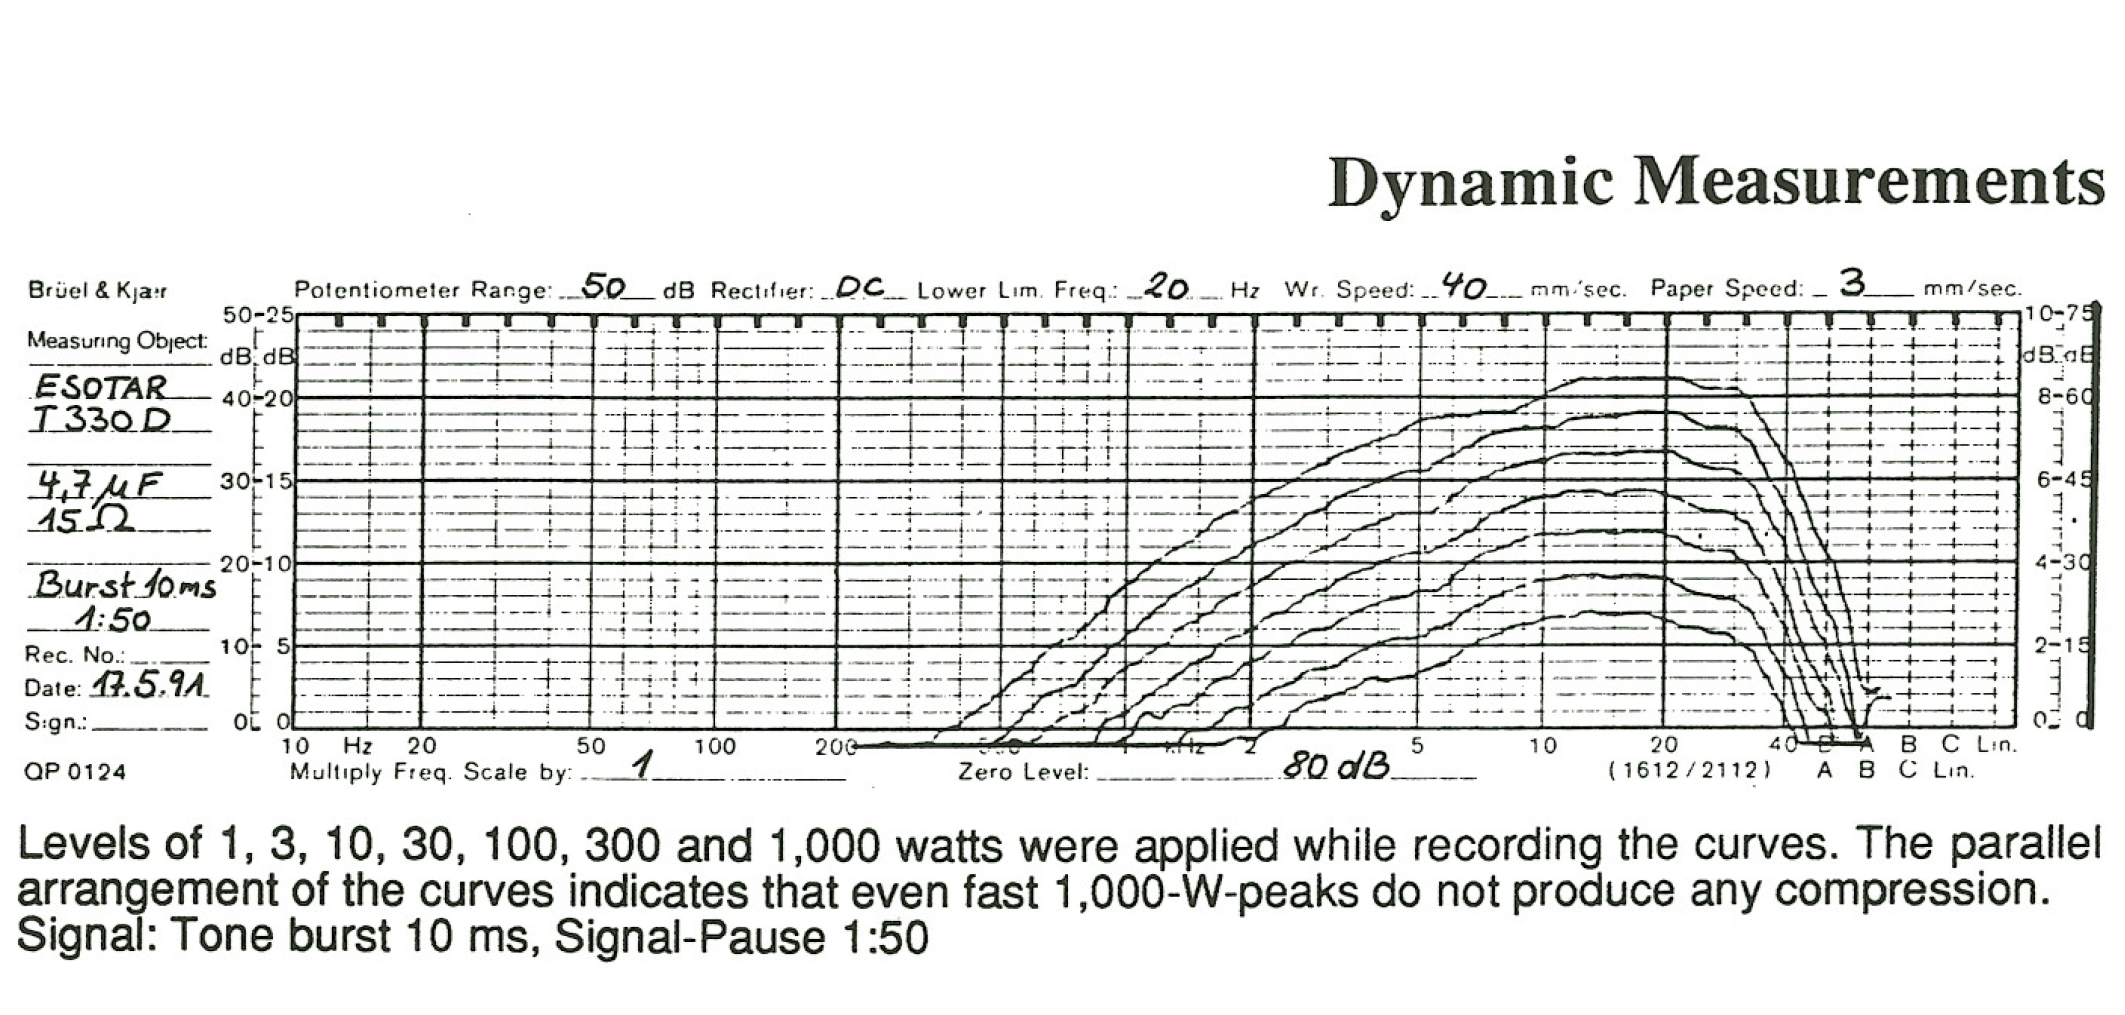 Dynamic Measurements
Brüel & Kjær Potentiometer Range: 50 dB Rectifier: DC Lower Lim. Freq.: 20 Hz Wr. Speed: 40 mm/sec. Paper Speed: 3 mm/sec.
50-25 10-75
Measuring Object:
dB dB dB dB
ESOTAR 40-20 8-60
T330D
30-15 6-45
4,7 µF
15 Ω
20-10 4-30
Burst 10 ms
1:50
10- 5 2-15
Rec. No.:
Date: 17.5.91
Sign.: 0 0 0 0
10 Hz 20 50 100 200 kHz 2 5 10 20 40 A B C Lin.
QP 0124 Multiply Freq. Scale by: 1 Zero Level: 80 dB (1612/2112) A B C Lin.
Levels of 1, 3, 10, 30, 100, 300 and 1,000 watts were applied while recording the curves. The parallel
arrangement of the curves indicates that even fast 1,000-W-peaks do not produce any compression.
Signal: Tone burst 10 ms, Signal-Pause 1:50